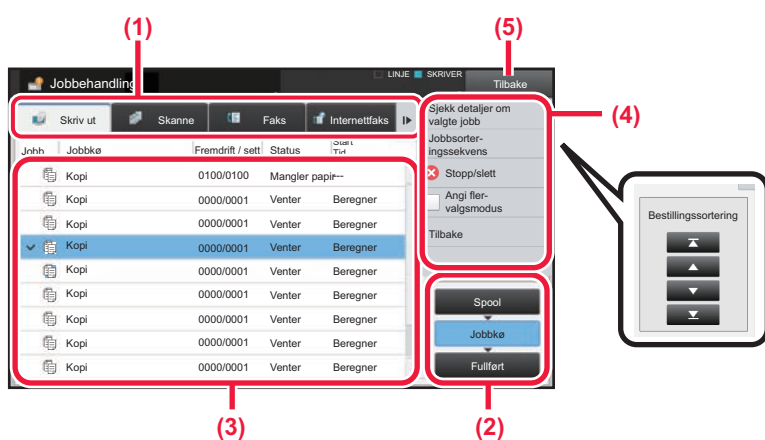 (1)
(5)
Jobbehandling
LINJE
SKRIVER
Tilbake
Skriv ut
Skanne
Faks
Internettfaks
Jobb
Jobbkø
Fremdrift / sett
Status
Start
Tid
Kopi 0100/0100 Mangler papir---
Kopi 0000/0001 Venter Beregner
Kopi 0000/0001 Venter Beregner
Kopi 0000/0001 Venter Beregner
Kopi 0000/0001 Venter Beregner
Kopi 0000/0001 Venter Beregner
Kopi 0000/0001 Venter Beregner
Kopi 0000/0001 Venter Beregner
Kopi 0000/0001 Venter Beregner
Sjekk detaljer om
valgte jobb
Jobbsorter-
ingssekvens
Stopp/slett
Angi fler-
valgsmodus
Tilbake
(4)
Bestillingssortering
Spool
Jobbkø
Fullført
(3)
(2)